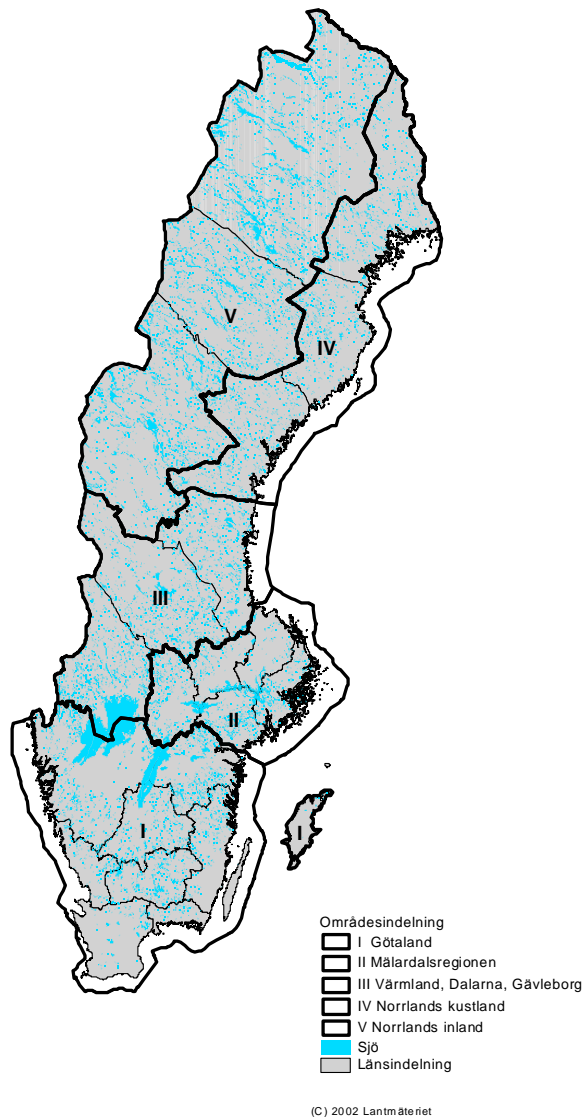 V
IV
III
II
I
I
Områdesindelning
I Götaland
II Mälardalsregionen
III Värmland, Dalarna, Gävleborg
IV Norrlands kustland
V Norrlands inland
Sjö
Länsindelning
(C) 2002 Lantmäteriet